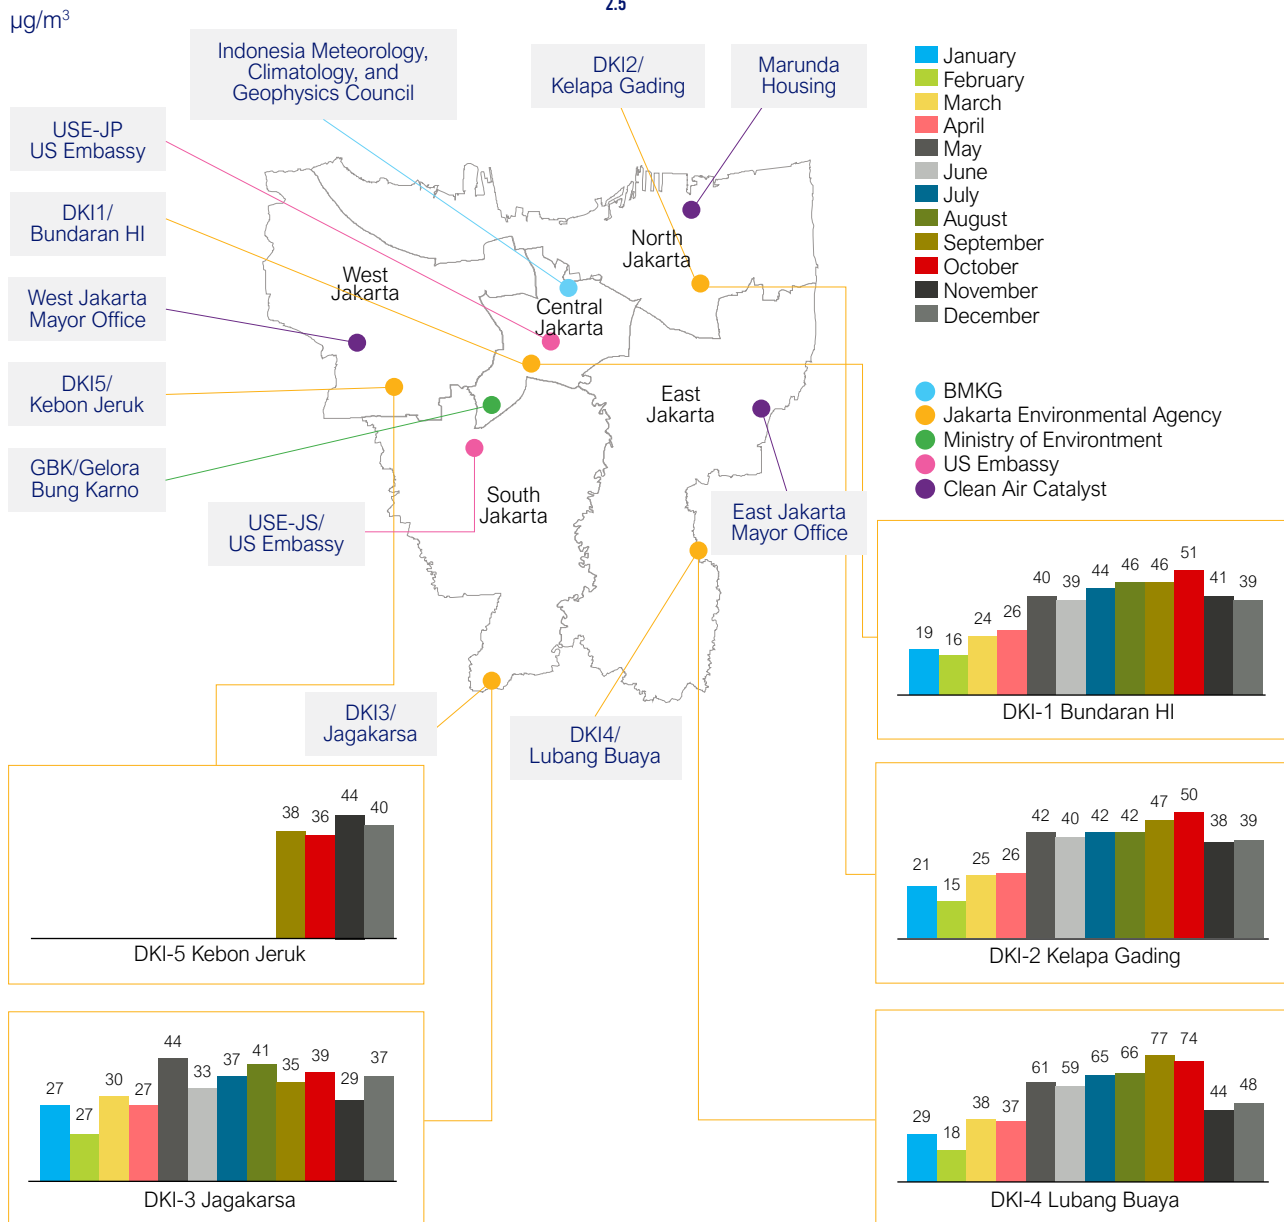 2.5
µg/m³
Indonesia Meteorology,
Climatology, and
Geophysics Council
DKI2/
Kelapa Gading
Marunda
Housing
USE-JP
US Embassy
DKI1/
Bundaran HI
West Jakarta
Mayor Office
DKI5/
Kebon Jeruk
GBK/Gelora
Bung Karno
USE-JS/
US Embassy
East Jakarta
Mayor Office
DKI3/
Jagakarsa
DKI4/
Lubang Buaya
North
Jakarta
West
Jakarta
Central
Jakarta
East
Jakarta
South
Jakarta
January
February
March
April
May
June
July
August
September
October
November
December
BMKG
Jakarta Environmental Agency
Ministry of Environtment
US Embassy
Clean Air Catalyst
19 16 24 26 40 39 44 46 46 51 41 39
DKI-1 Bundaran HI
21 15 25 26 42 40 42 42 47 50 38 39
DKI-2 Kelapa Gading
38 36 44 40
DKI-5 Kebon Jeruk
27 27 30 27 44 33 37 41 35 39 29 37
DKI-3 Jagakarsa
29 18 38 37 61 59 65 66 77 74 44 48
DKI-4 Lubang Buaya